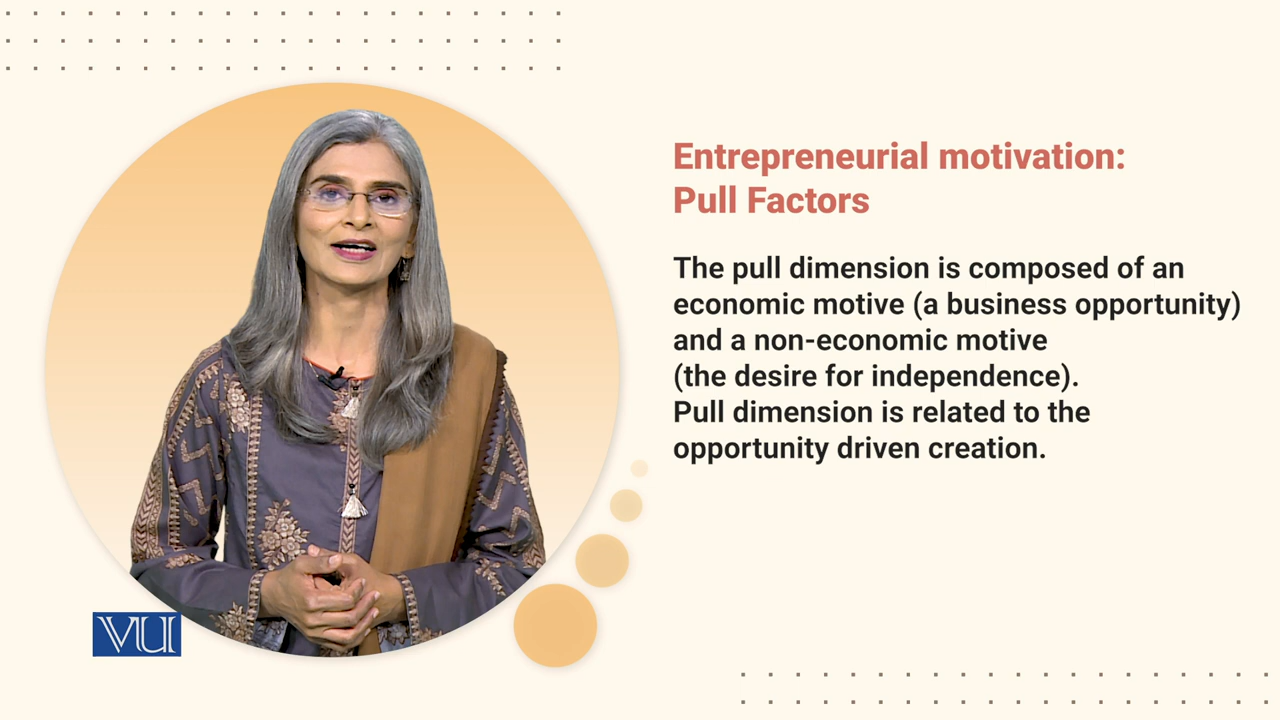 Entrepreneurial motivation:
Pull Factors
The pull dimension is composed of an
economic motive (a business opportunity)
and a non-economic motive
(the desire for independence).
Pull dimension is related to the
opportunity driven creation.
VU